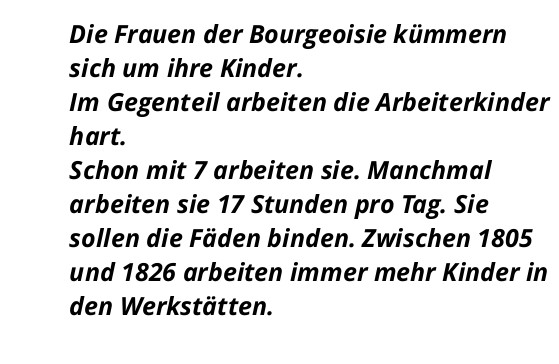 Die Frauen der Bourgeoisie kümmern
sich um ihre Kinder.
Im Gegenteil arbeiten die Arbeiterkinder
hart.
Schon mit 7 arbeiten sie. Manchmal
arbeiten sie 17 Stunden pro Tag. Sie
sollen die Fäden binden. Zwischen 1805
und 1826 arbeiten immer mehr Kinder in
den Werkstätten.